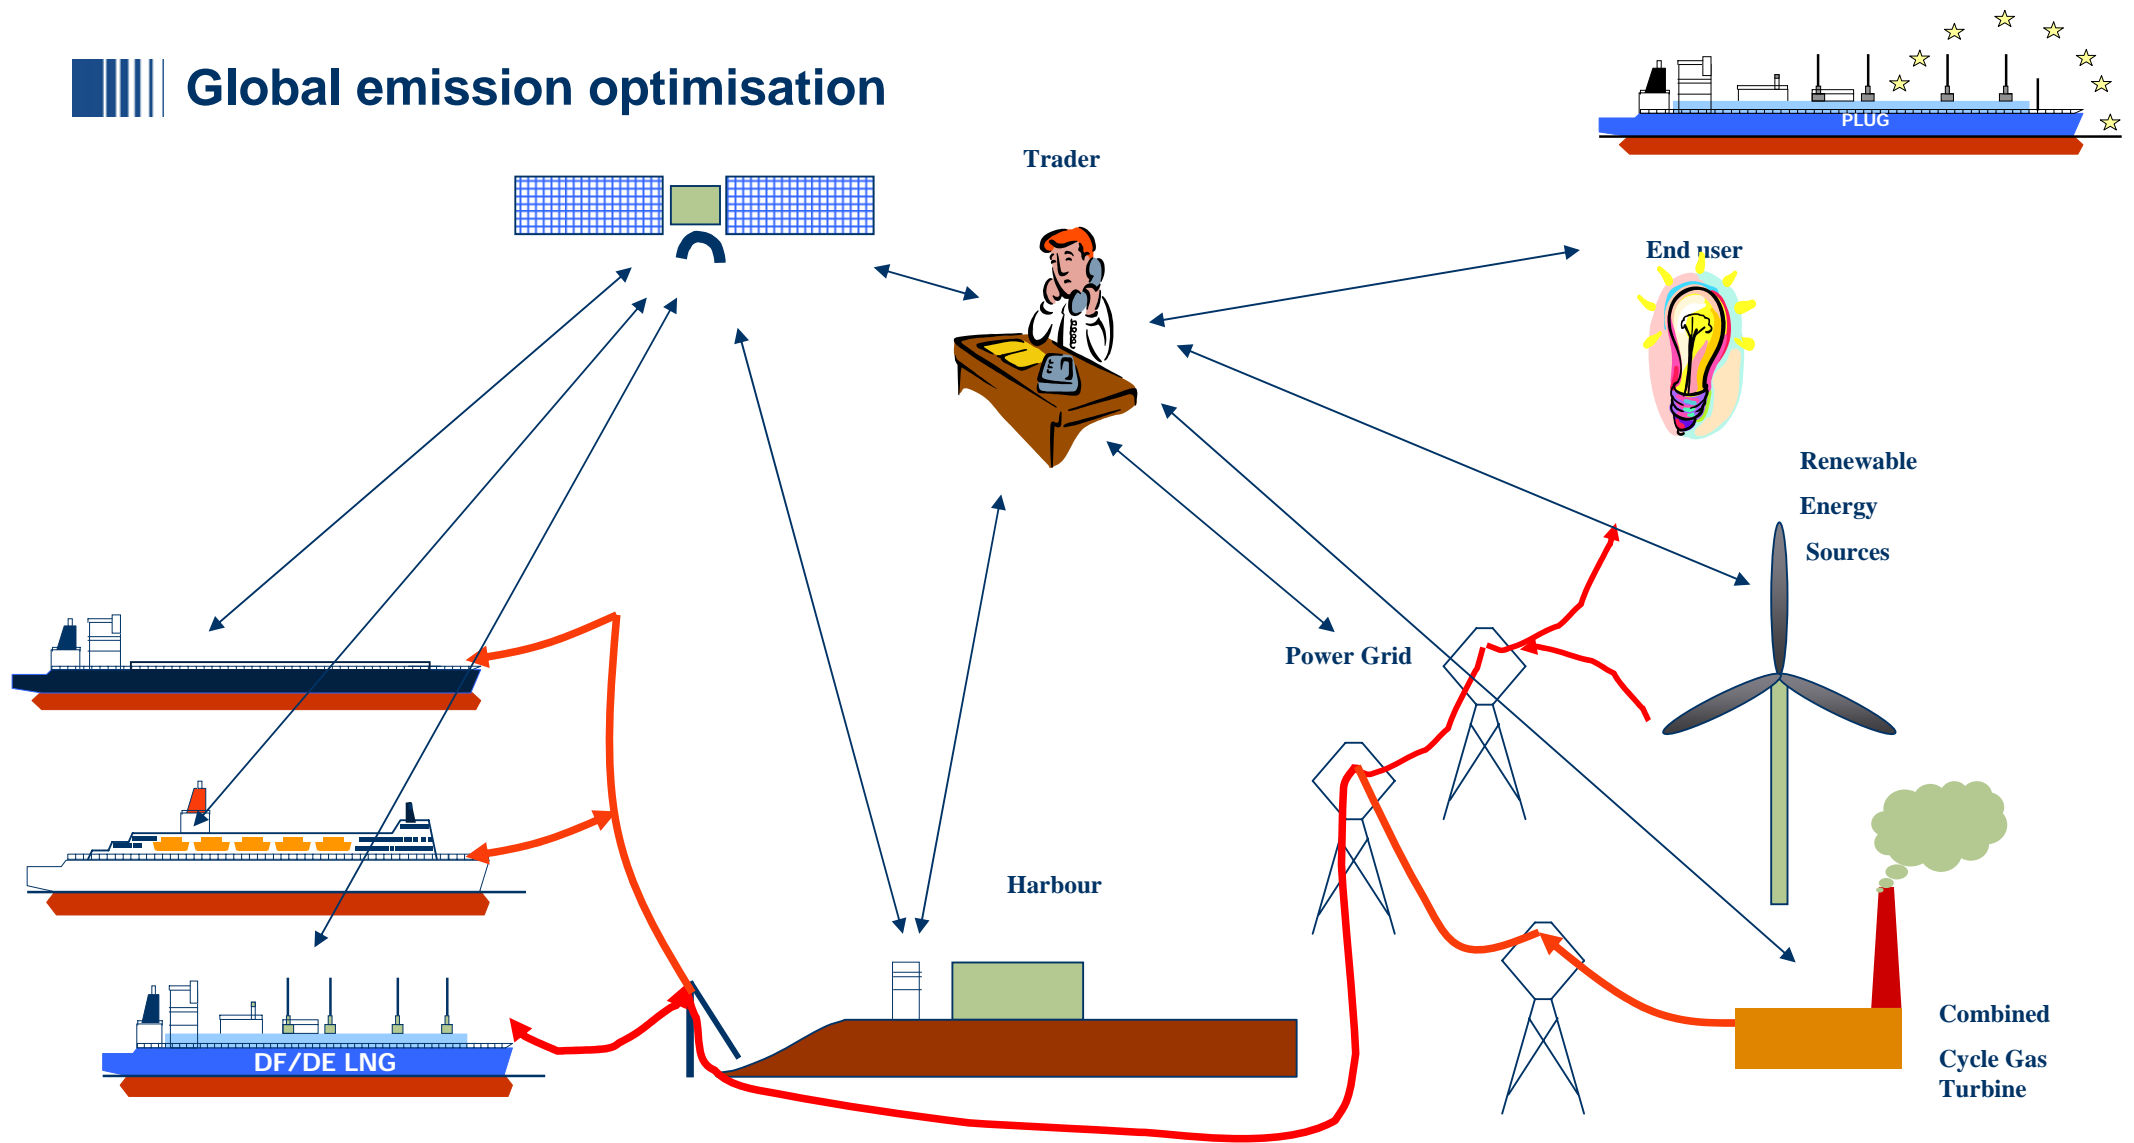 Global emission optimisation
PLUG
Trader
End user
Renewable
Energy
Sources
Power Grid
Harbour
DF/DE LNG
Combined
Cycle Gas
Turbine